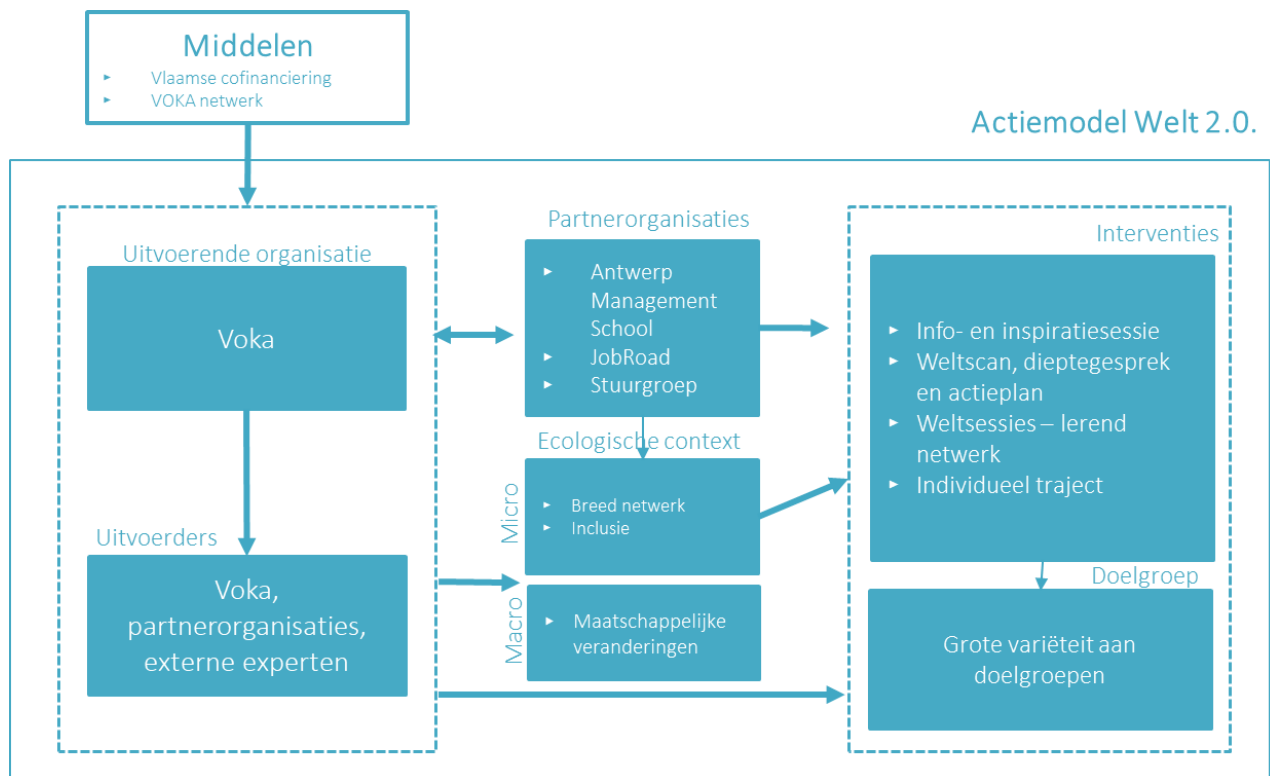 Middelen
▸ Vlaamse cofinanciering
▸ VOKA netwerk
Actiemodel Welt 2.0.
Uitvoerende organisatie
Voka
Uitvoerders
Voka,
partnerorganisaties,
externe experten
Partnerorganisaties
▸ Antwerp
Management
School
▸ JobRoad
▸ Stuurgroep
Ecologische context
Micro
▸ Breed netwerk
▸ Inclusie
Macro
▸ Maatschappelijke
veranderingen
Interventies
▸ Info- en inspiratiesessie
▸ Weltscan, dieptegesprek
en actieplan
▸ Weltsessies – lerend
netwerk
▸ Individueel traject
Doelgroep
Grote variëteit aan
doelgroepen